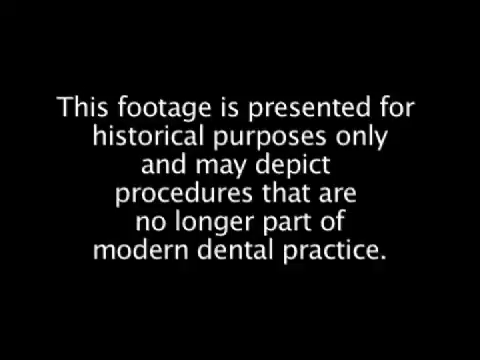 This footage is presented for
historical purposes only
and may depict
procedures that are
no longer part of
modern dental practice.